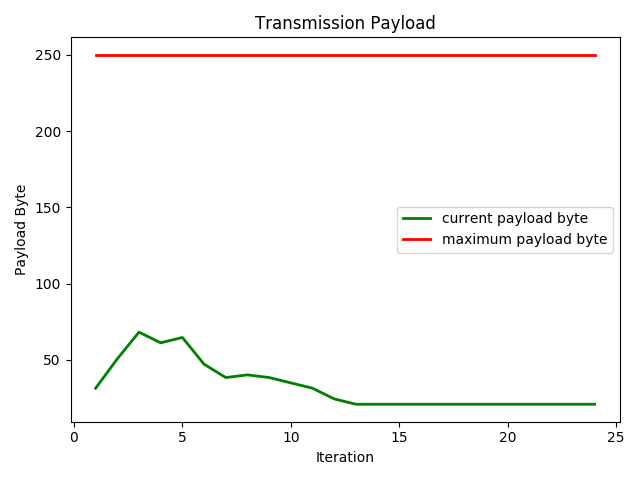 Transmission Payload
250
200
150
100
50
Payload Byte
current payload byte
maximum payload byte
0
5
10
15
20
25
Iteration